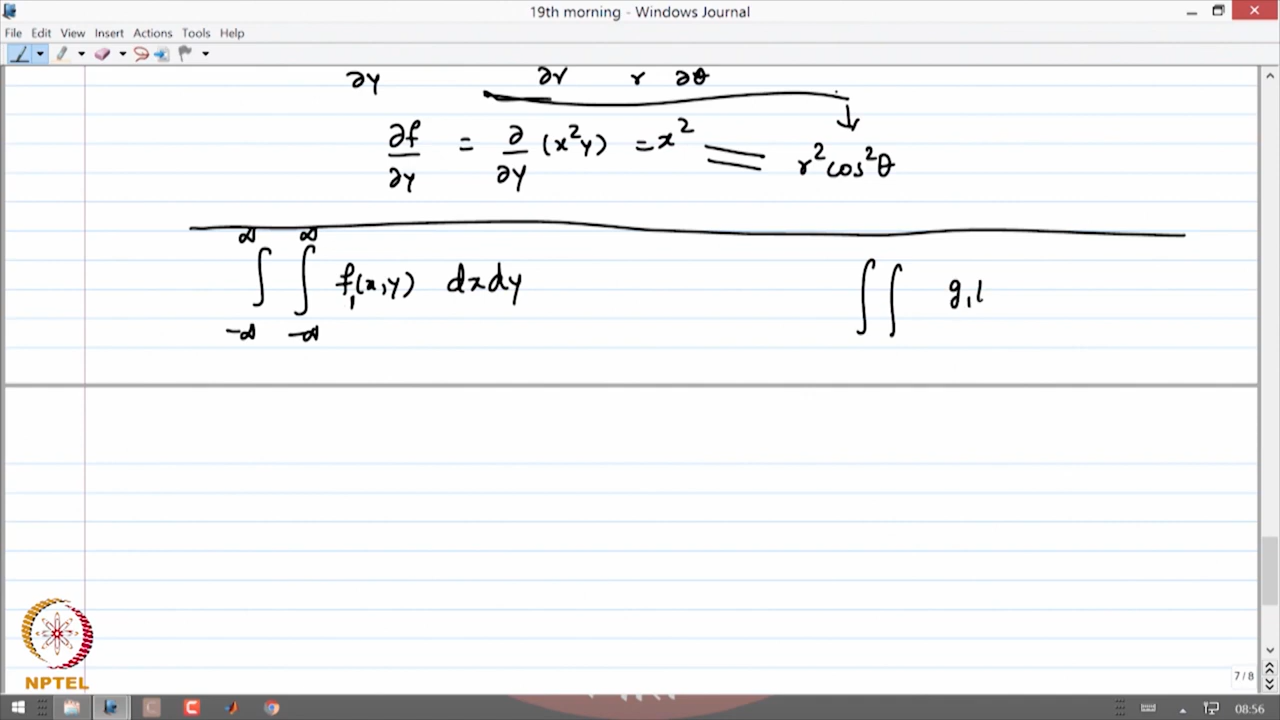 19th morning - Windows Journal
File Edit View Insert Actions Tools Help
∂y ∂r r ∂θ
∂f/∂y = ∂/∂y (x²y) = x² == r²cos²θ
∫_{-∞}^{∞} ∫_{-∞}^{∞} f₁(x,y) dxdy ∫∫ g₁(
NPTEL
7 / 8
08:56